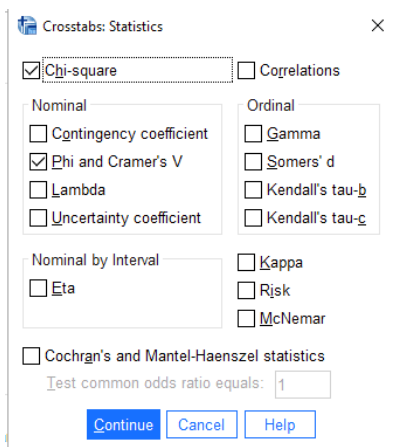 Crosstabs: Statistics
Chi-square
Correlations
Nominal
Contingency coefficient
Phi and Cramer's V
Lambda
Uncertainty coefficient
Ordinal
Gamma
Somers' d
Kendall's tau-b
Kendall's tau-c
Nominal by Interval
Eta
Kappa
Risk
McNemar
Cochran's and Mantel-Haenszel statistics
Test common odds ratio equals: 1
Continue Cancel Help